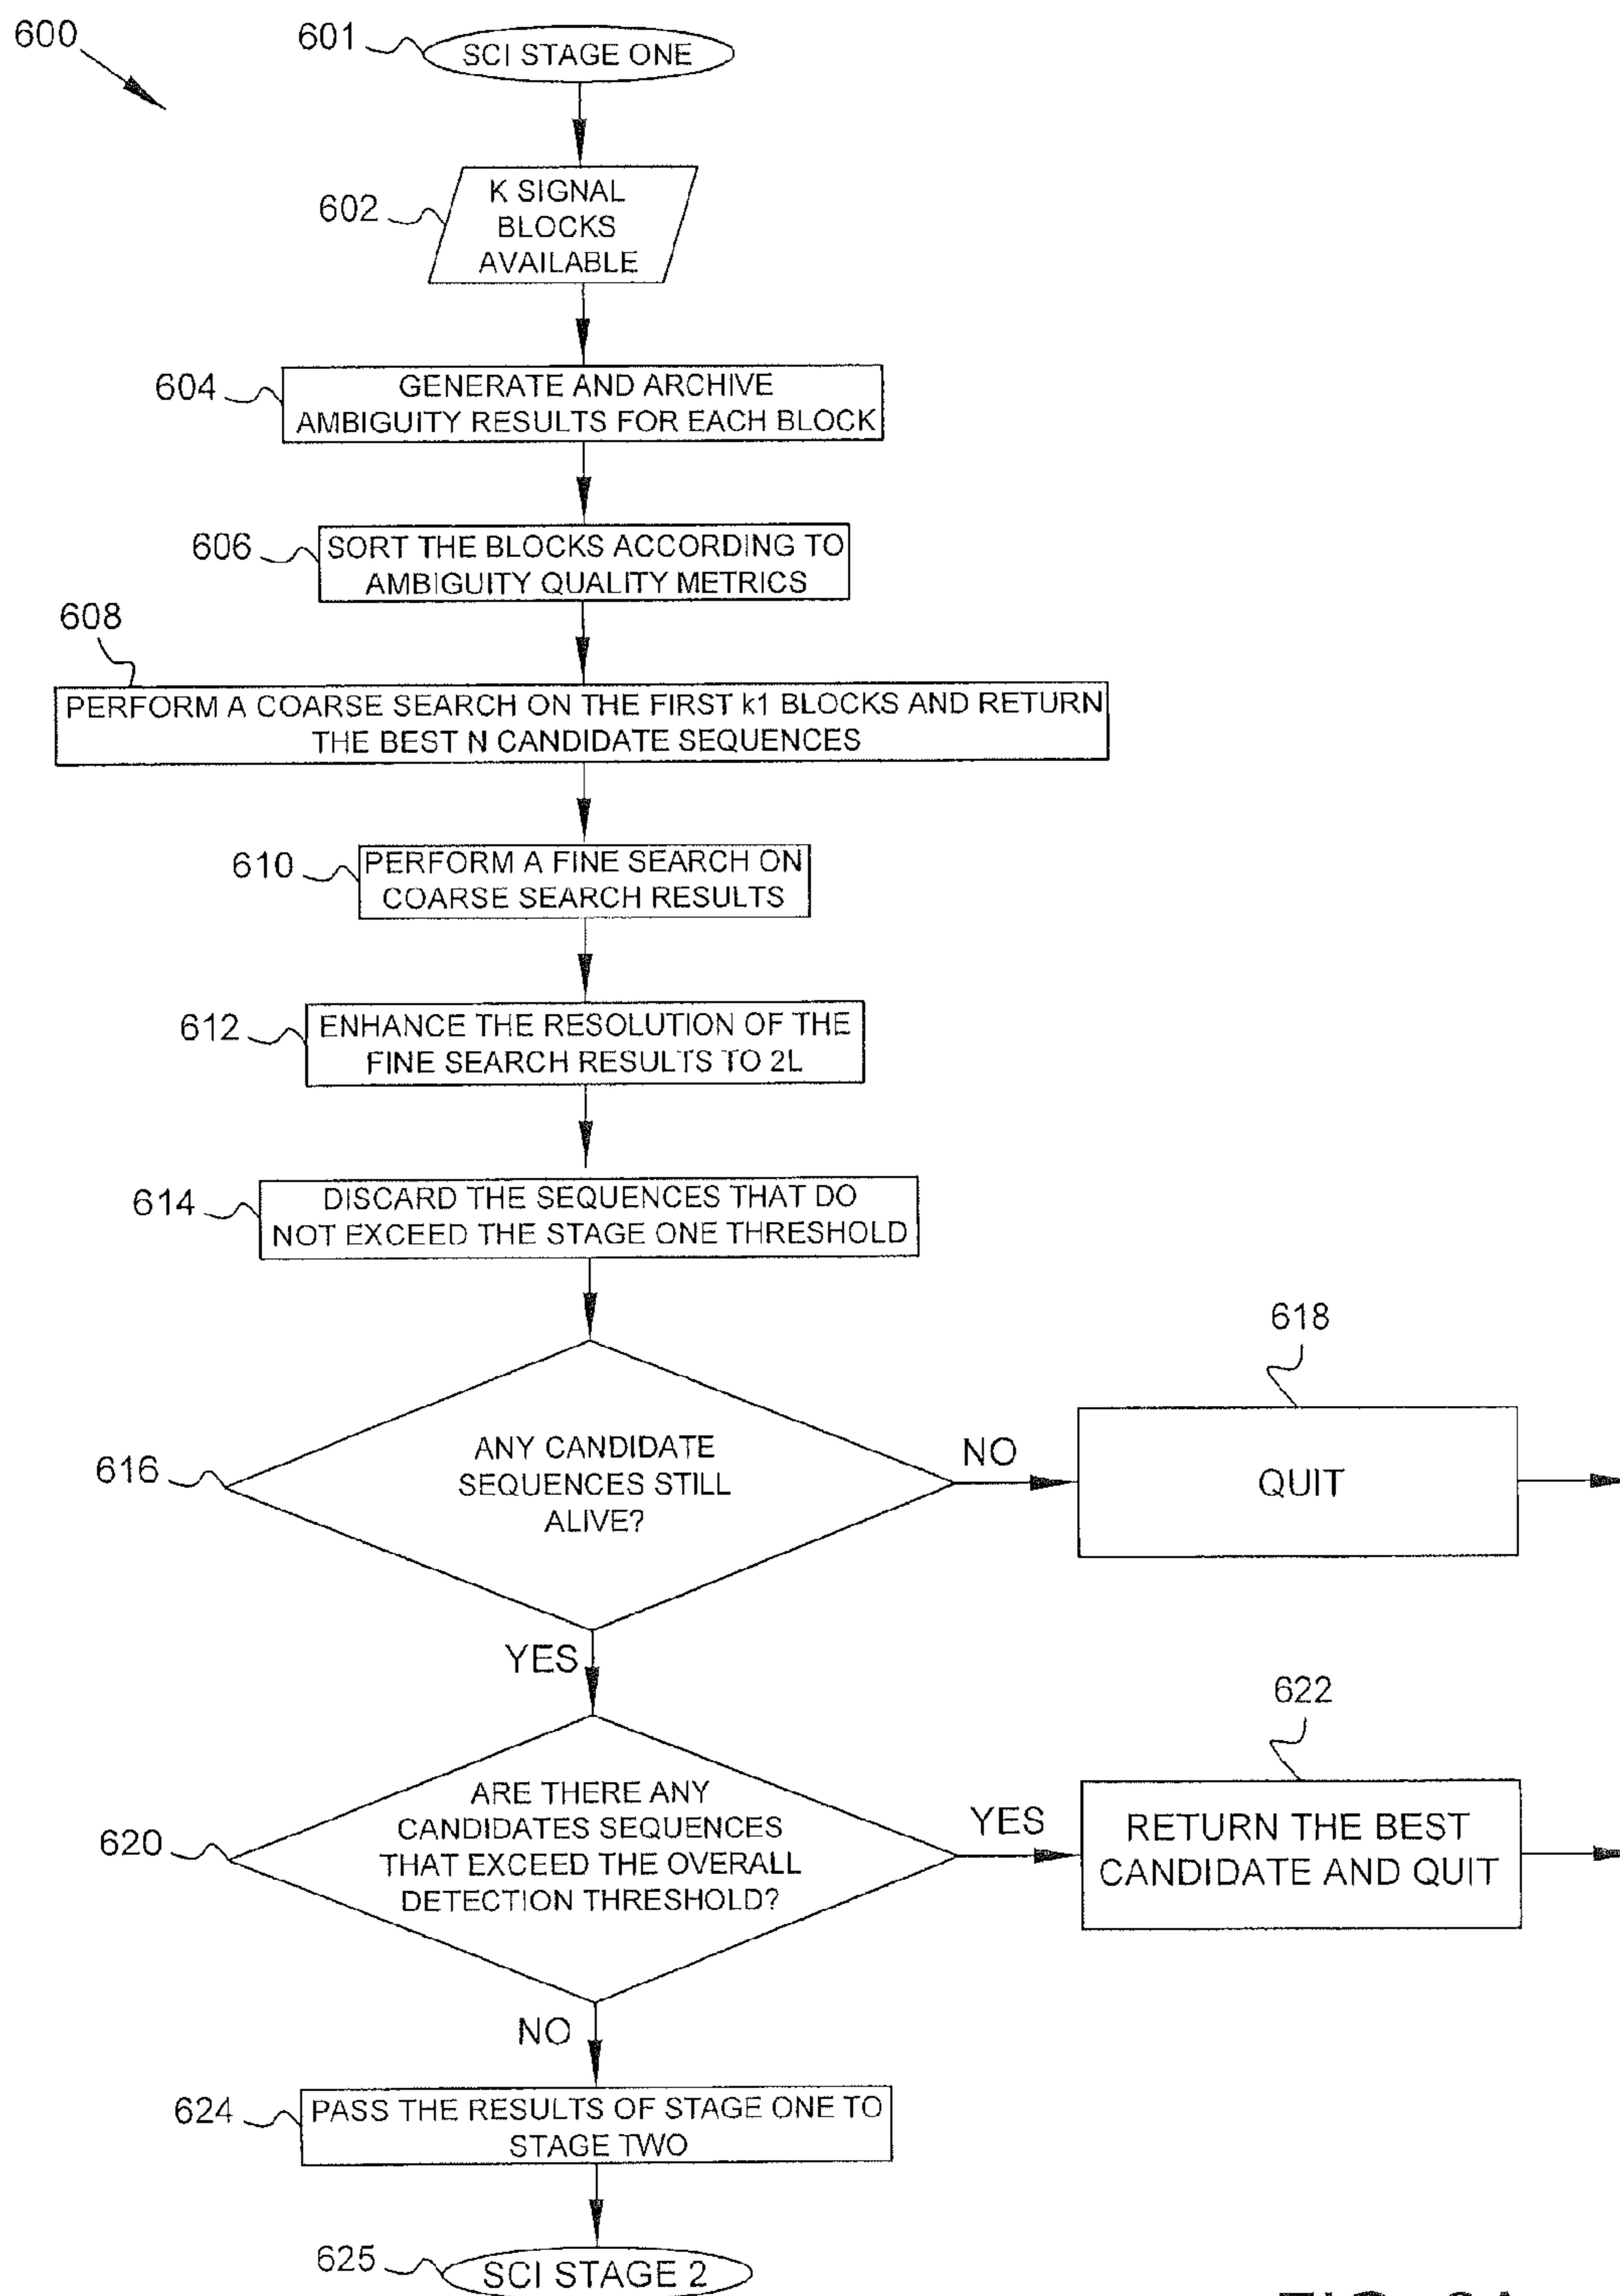 600
601
SCI STAGE ONE
602
K SIGNAL
BLOCKS
AVAILABLE
604
GENERATE AND ARCHIVE
AMBIGUITY RESULTS FOR EACH BLOCK
606
SORT THE BLOCKS ACCORDING TO
AMBIGUITY QUALITY METRICS
608
PERFORM A COARSE SEARCH ON THE FIRST k1 BLOCKS AND RETURN
THE BEST N CANDIDATE SEQUENCES
610
PERFORM A FINE SEARCH ON
COARSE SEARCH RESULTS
612
ENHANCE THE RESOLUTION OF THE
FINE SEARCH RESULTS TO 2L
614
DISCARD THE SEQUENCES THAT DO
NOT EXCEED THE STAGE ONE THRESHOLD
616
ANY CANDIDATE
SEQUENCES STILL
ALIVE?
NO
618
QUIT
YES
620
ARE THERE ANY
CANDIDATES SEQUENCES
THAT EXCEED THE OVERALL
DETECTION THRESHOLD?
YES
622
RETURN THE BEST
CANDIDATE AND QUIT
NO
624
PASS THE RESULTS OF STAGE ONE TO
STAGE TWO
625
SCI STAGE 2